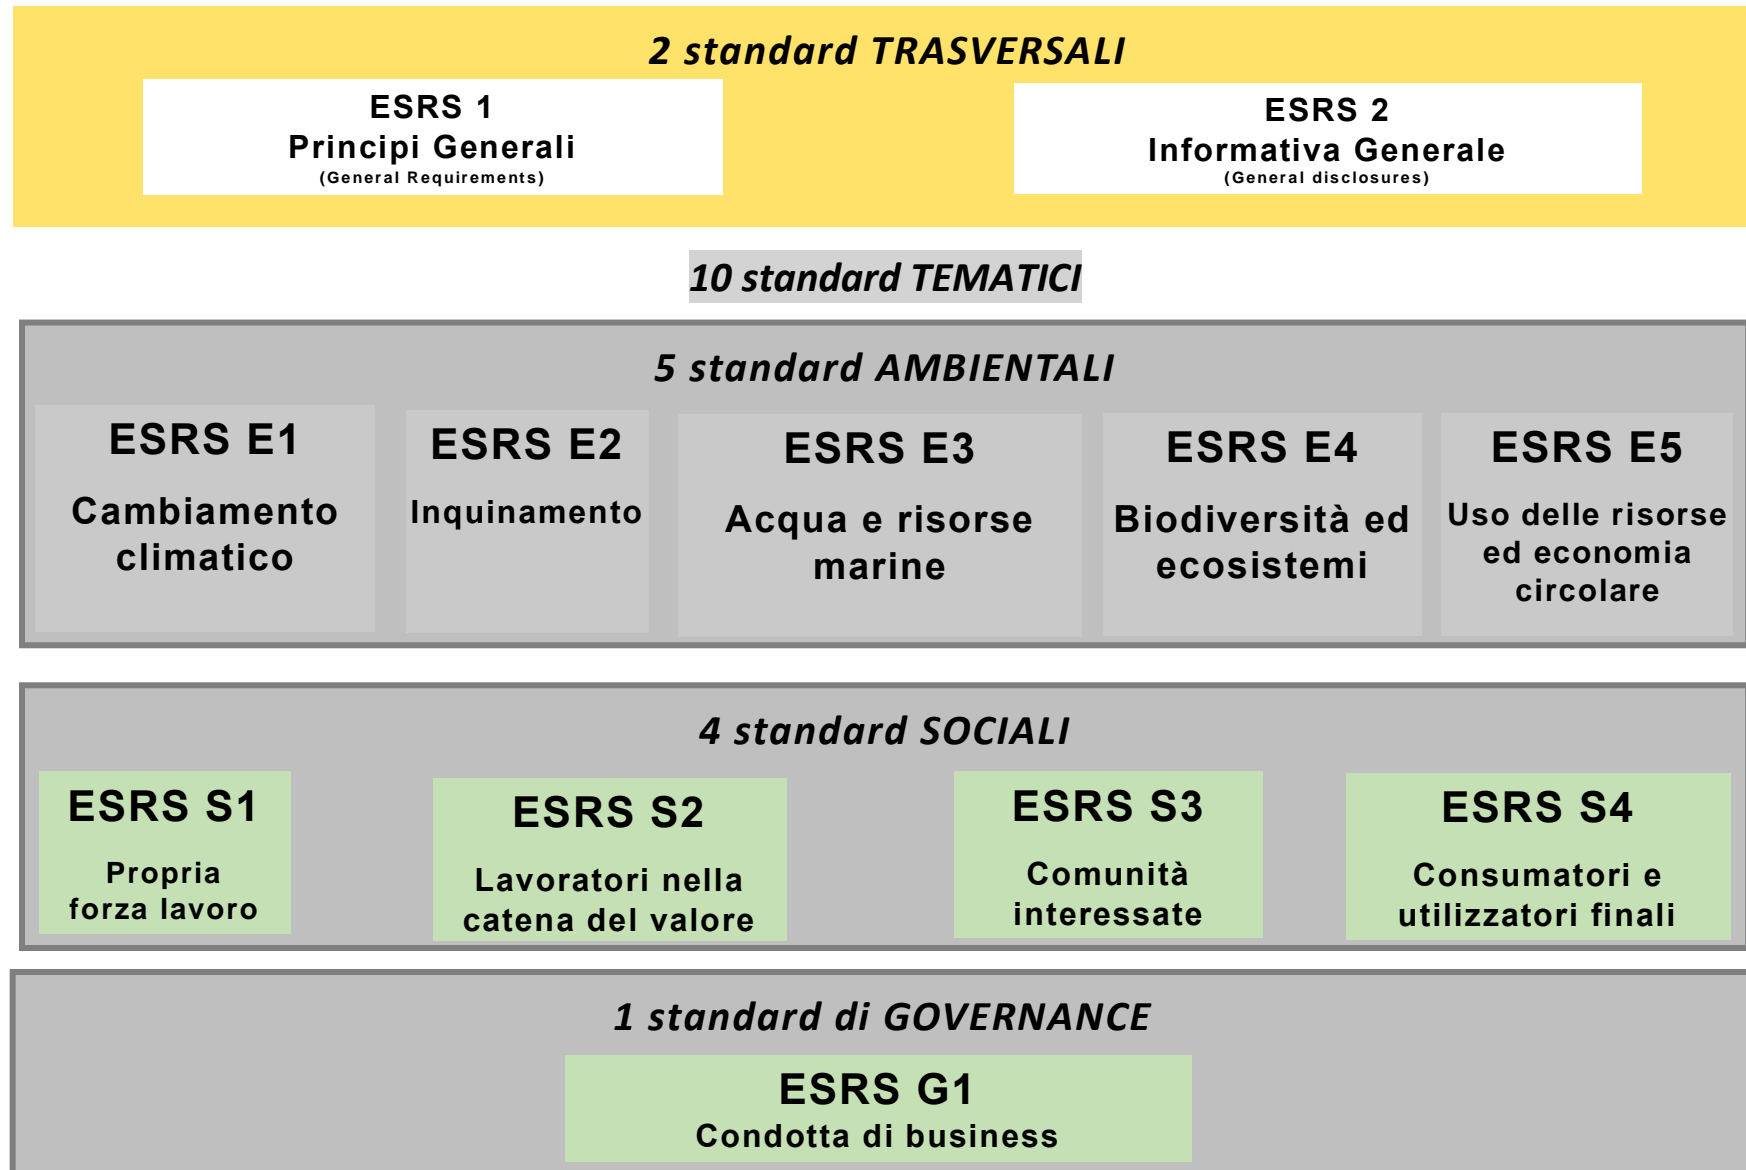 2 standard TRASVERSALI
ESRS 1
Principi Generali
(General Requirements)
ESRS 2
Informativa Generale
(General disclosures)
10 standard TEMATICI
5 standard AMBIENTALI
ESRS E1
Cambiamento
climatico
ESRS E2
Inquinamento
ESRS E3
Acqua e risorse
marine
ESRS E4
Biodiversità ed
ecosistemi
ESRS E5
Uso delle risorse
ed economia
circolare
4 standard SOCIALI
ESRS S1
Propria
forza lavoro
ESRS S2
Lavoratori nella
catena del valore
ESRS S3
Comunità
interessate
ESRS S4
Consumatori e
utilizzatori finali
1 standard di GOVERNANCE
ESRS G1
Condotta di business